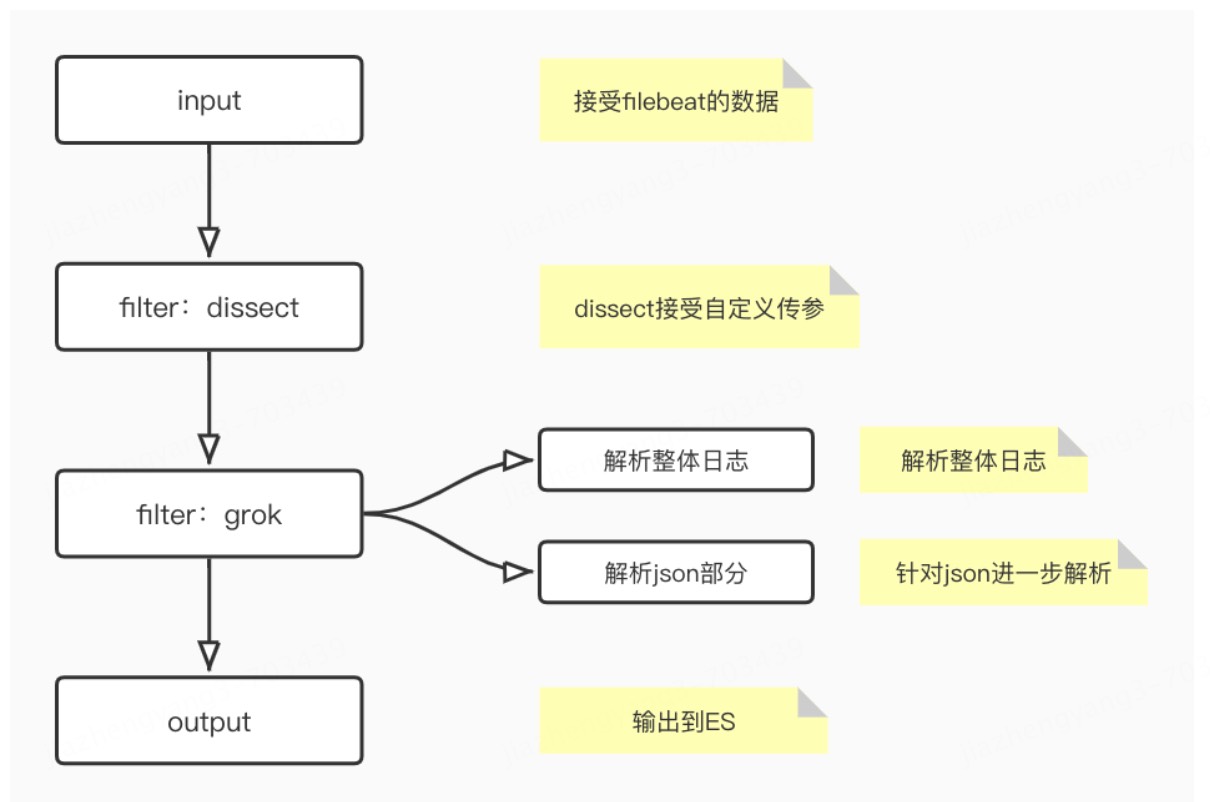 input
接受filebeat的数据
filter：dissect
dissect接受自定义传参
filter：grok
解析整体日志
解析整体日志
解析json部分
针对json进一步解析
output
输出到ES